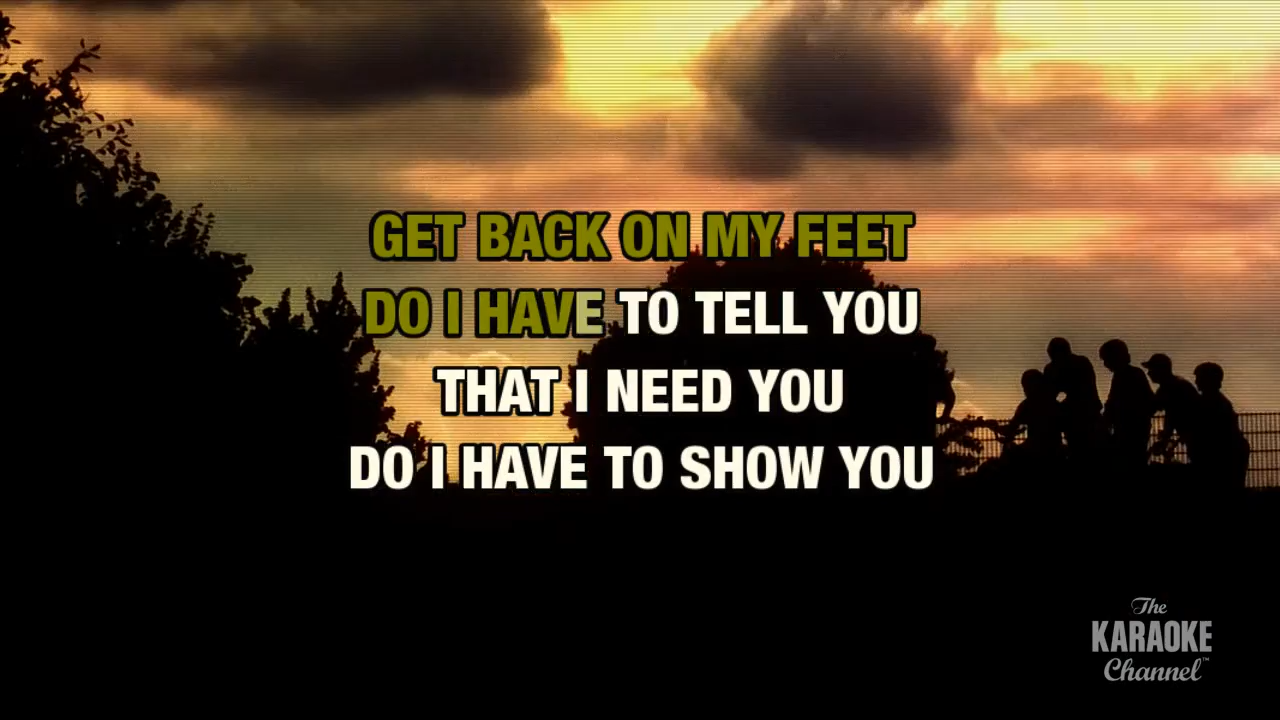 GET BACK ON MY FEET
DO I HAVE TO TELL YOU
THAT I NEED YOU
DO I HAVE TO SHOW YOU
The
KARAOKE
Channel™